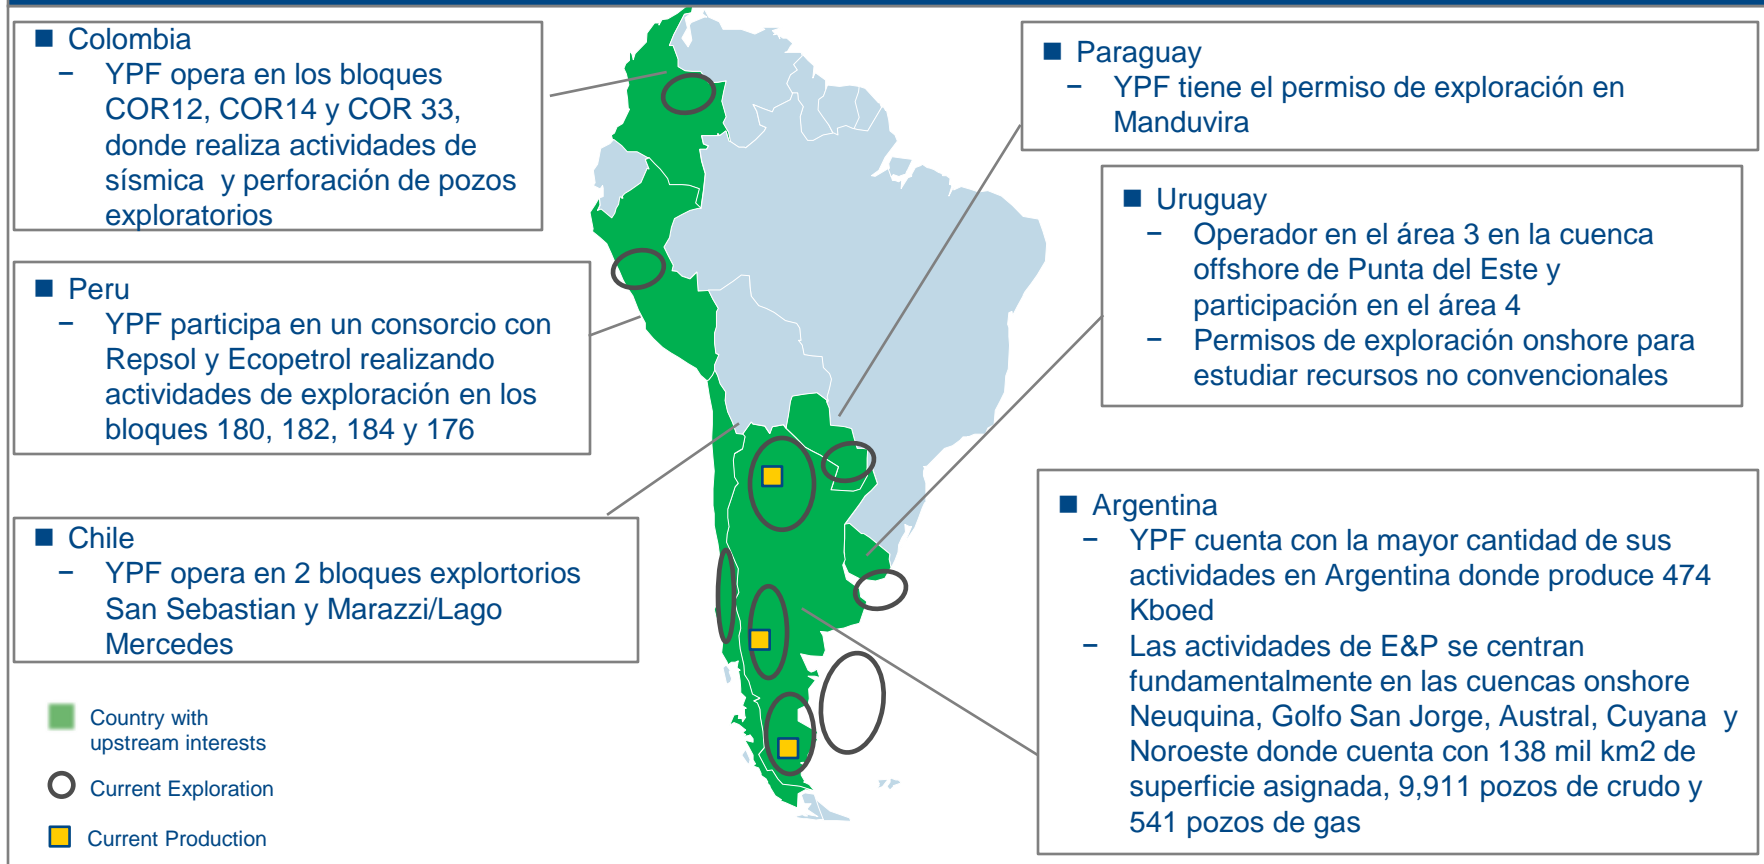 ■ Colombia
− YPF opera en los bloques
COR12, COR14 y COR 33,
donde realiza actividades de
sísmica y perforación de pozos
exploratorios
■ Peru
− YPF participa en un consorcio con
Repsol y Ecopetrol realizando
actividades de exploración en los
bloques 180, 182, 184 y 176
■ Chile
− YPF opera en 2 bloques explortorios
San Sebastian y Marazzi/Lago
Mercedes
Country with
upstream interests
Current Exploration
Current Production
■ Paraguay
− YPF tiene el permiso de exploración en
Manduvira
■ Uruguay
− Operador en el área 3 en la cuenca
offshore de Punta del Este y
participación en el área 4
− Permisos de exploración onshore para
estudiar recursos no convencionales
■ Argentina
− YPF cuenta con la mayor cantidad de sus
actividades en Argentina donde produce 474
Kboed
− Las actividades de E&P se centran
fundamentalmente en las cuencas onshore
Neuquina, Golfo San Jorge, Austral, Cuyana y
Noroeste donde cuenta con 138 mil km2 de
superficie asignada, 9,911 pozos de crudo y
541 pozos de gas